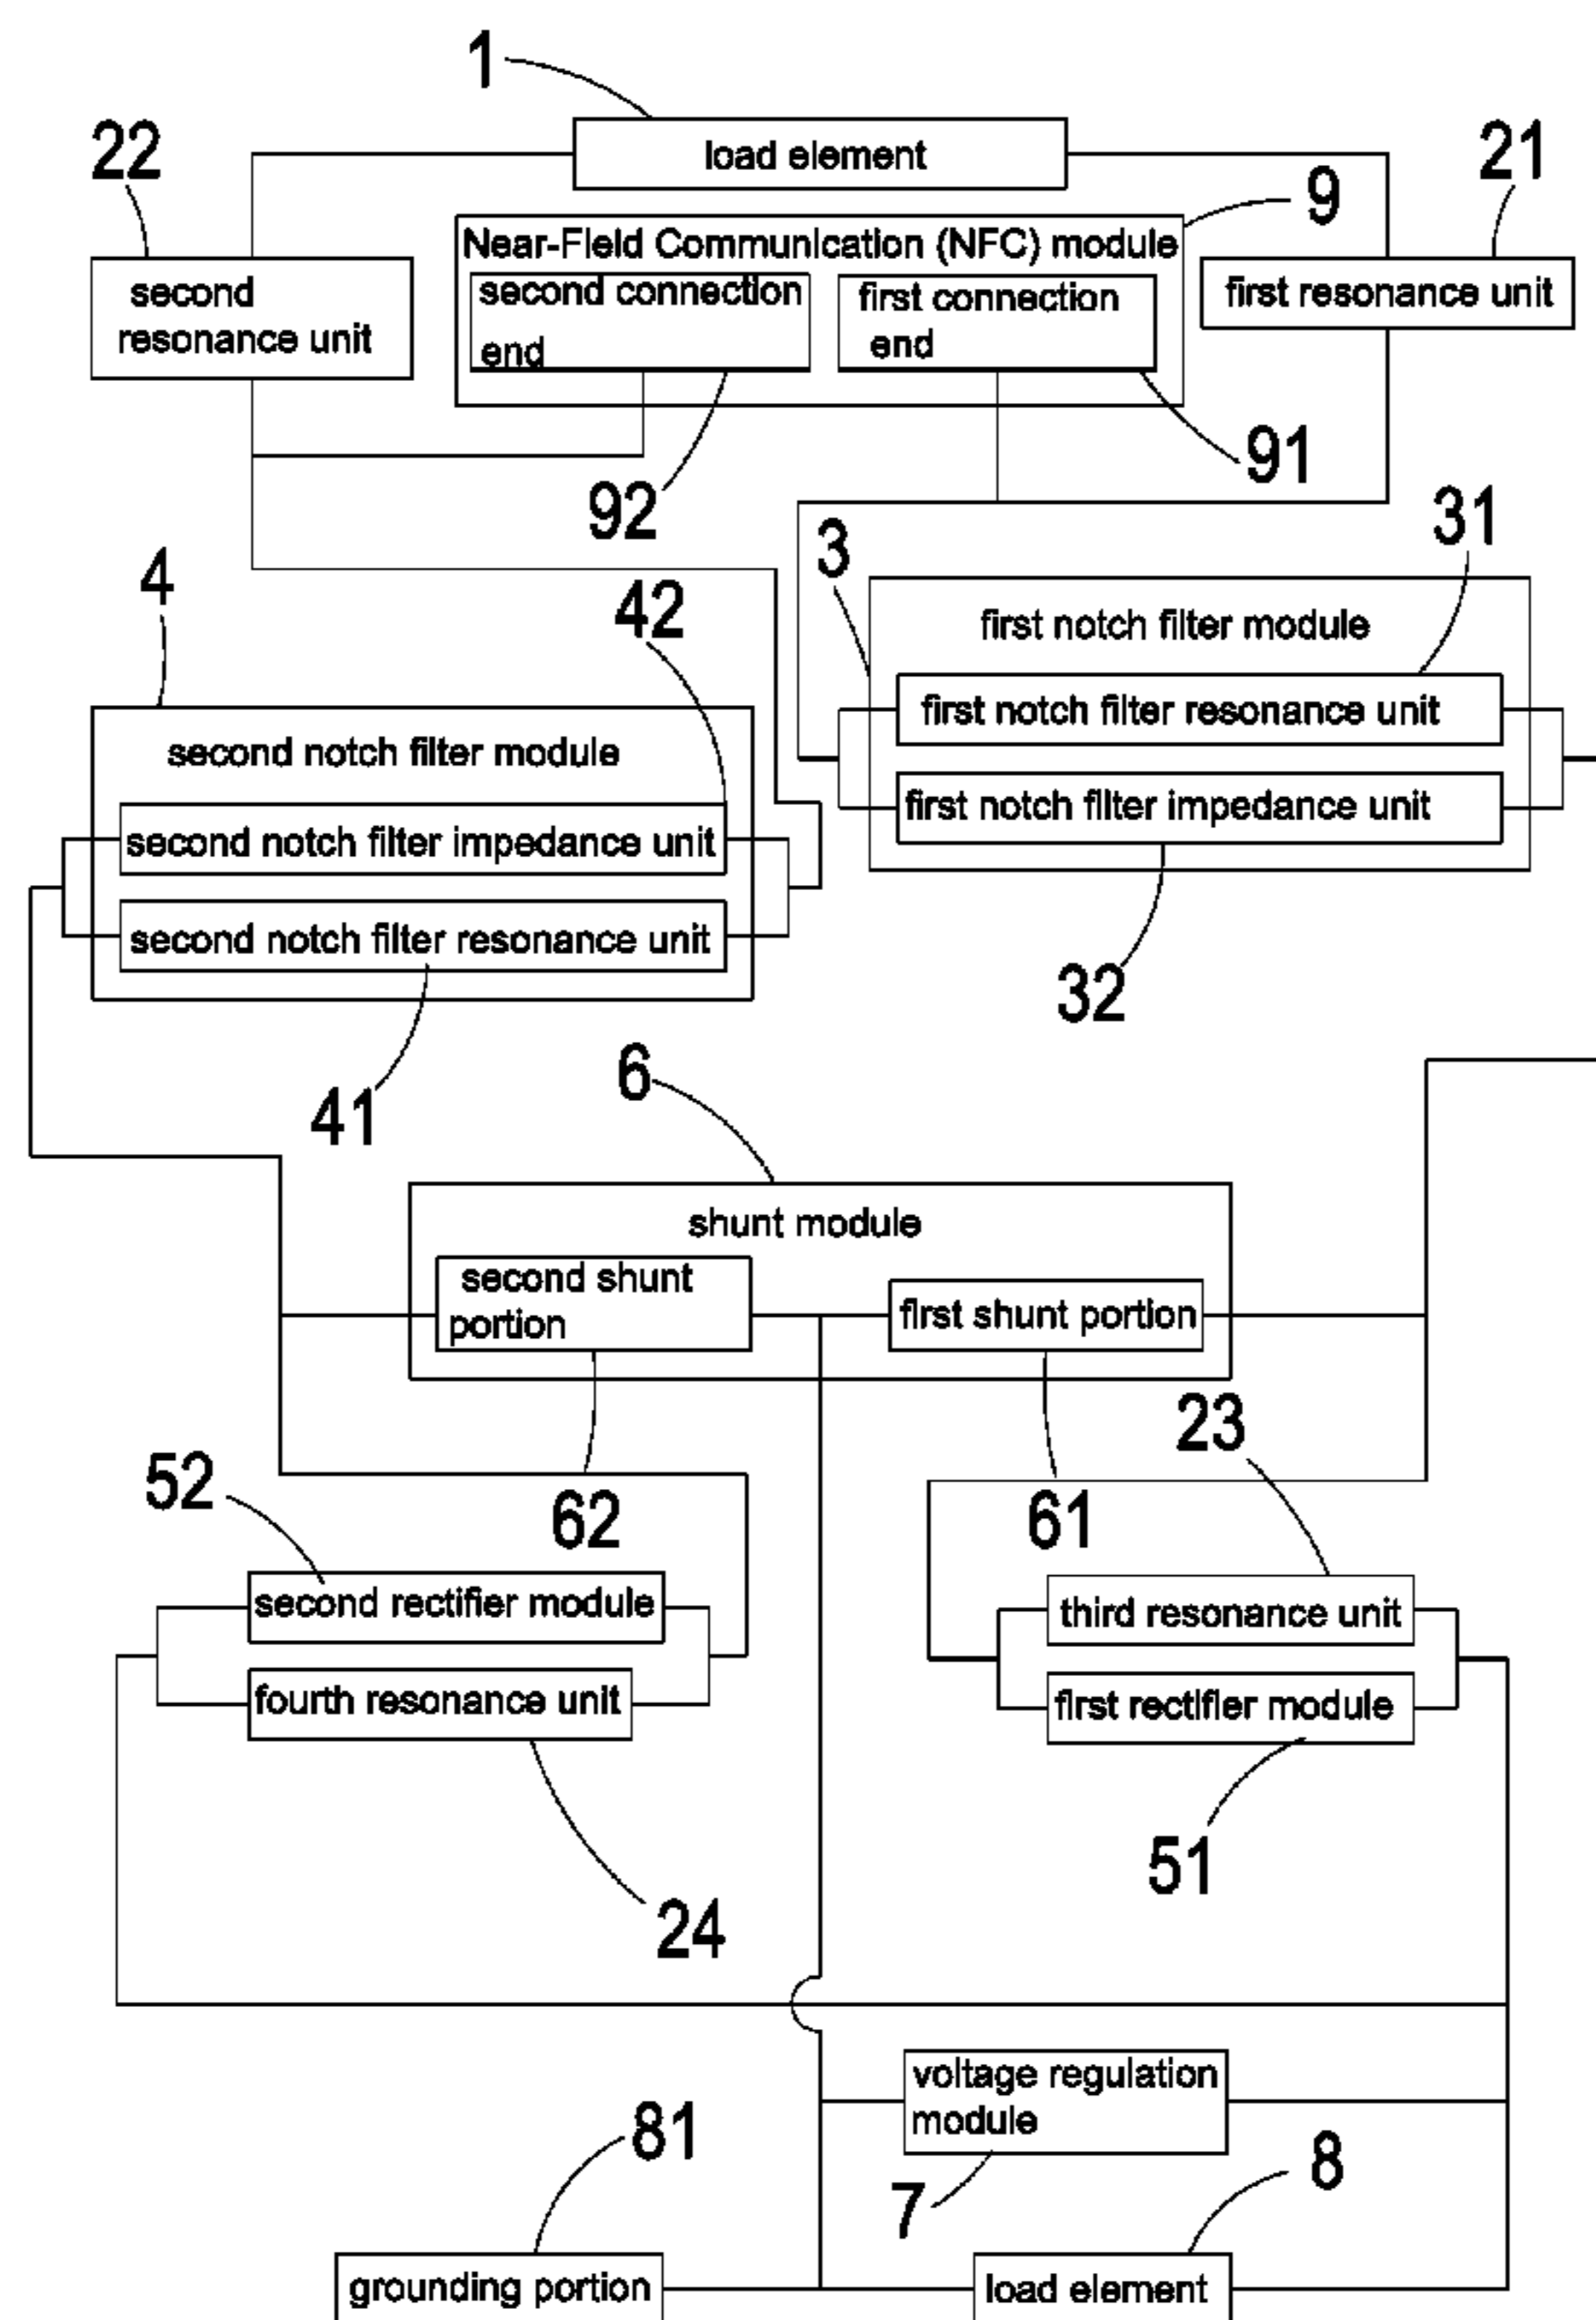 1
load element
22
21
9
Near-Field Communication (NFC) module
second
resonance unit
second connection
end
first connection
end
first resonance unit
92
91
31
3
4
42
first notch filter module
first notch filter resonance unit
second notch filter module
first notch filter impedance unit
second notch filter impedance unit
second notch filter resonance unit
32
41
6
shunt module
second shunt
portion
first shunt portion
23
52
62
61
second rectifier module
third resonance unit
fourth resonance unit
first rectifier module
51
24
voltage regulation
module
81
7
8
grounding portion
load element